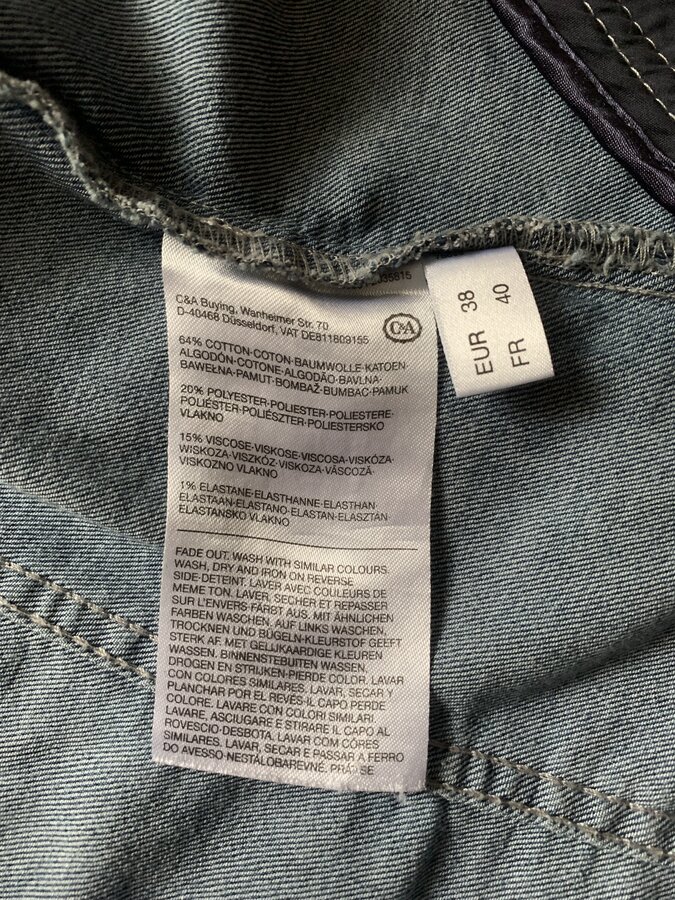 C&A Buying, Wanheimer Str. 70
D-40468 Düsseldorf, VAT DE811809155
C&A
64% COTTON·COTON·BAUMWOLLE·KATOEN·
ALGODÓN·COTONE·ALGODÃO·BAVLNA·
BAWEŁNA·PAMUT·BOMBAŽ·BUMBAC·PAMUK
20% POLYESTER·POLIESTER·POLIESTERE·
POLIÉSTER·POLIÉSZTER·POLIESTERSKO
VLAKNO
15% VISCOSE·VISKOSE·VISCOSA·VISKÓZA·
WISKOZA·VISZKÓZ·VISKOZA·VÂSCOZĂ·
VISKOZNO VLAKNO
1% ELASTANE·ELASTHANNE·ELASTHAN
ELASTAAN·ELASTANO·ELASTAN·ELASZTÁN
ELASTANSKO VLAKNO
FADE OUT. WASH WITH SIMILAR COLOURS.
WASH, DRY AND IRON ON REVERSE
SIDE·DETEINT. LAVER AVEC COULEURS DE
MEME TON. LAVER, SECHER ET REPASSER
SUR L'ENVERS·FÄRBT AUS. MIT ÄHNLICHEN
FARBEN WASCHEN. AUF LINKS WASCHEN,
TROCKNEN UND BÜGELN·KLEURSTOF GEEFT
STERK AF. MET GELIJKAARDIGE KLEUREN
WASSEN. BINNENSTEBUITEN WASSEN,
DROGEN EN STRIJKEN·PIERDE COLOR. LAVAR
CON COLORES SIMILARES. LAVAR, SECAR Y
PLANCHAR POR EL REVÉS·IL CAPO PERDE
COLORE. LAVARE CON COLORI SIMILARI
LAVARE, ASCIUGARE E STIRARE IL CAPO AL
ROVESCIO·DESBOTA. LAVAR COM CÔRES
SIMILARES. LAVAR, SECAR E PASSAR A FERRO
DO AVESSO·NESTÁLOBAREVNÉ.
EUR 38
FR 40